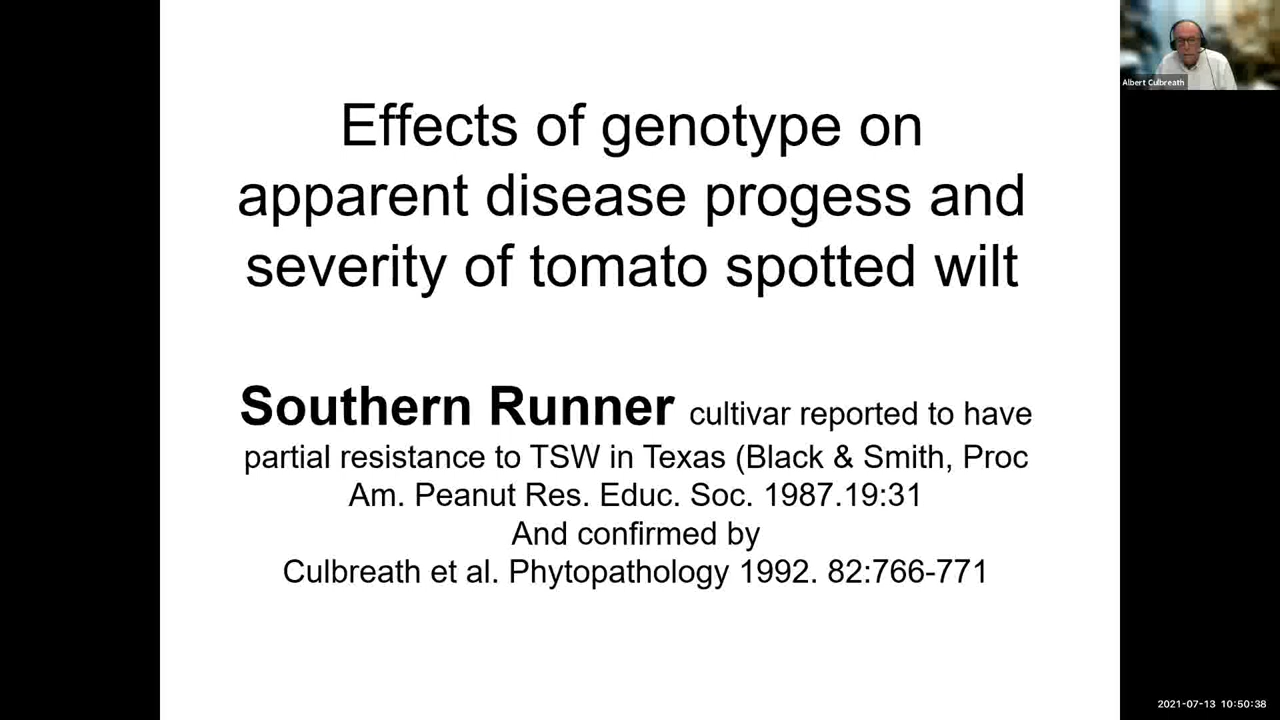 Effects of genotype on
apparent disease progess and
severity of tomato spotted wilt
Southern Runner cultivar reported to have
partial resistance to TSW in Texas (Black & Smith, Proc
Am. Peanut Res. Educ. Soc. 1987.19:31
And confirmed by
Culbreath et al. Phytopathology 1992. 82:766-771
Albert Culbreath
2021-07-13 10:50:38